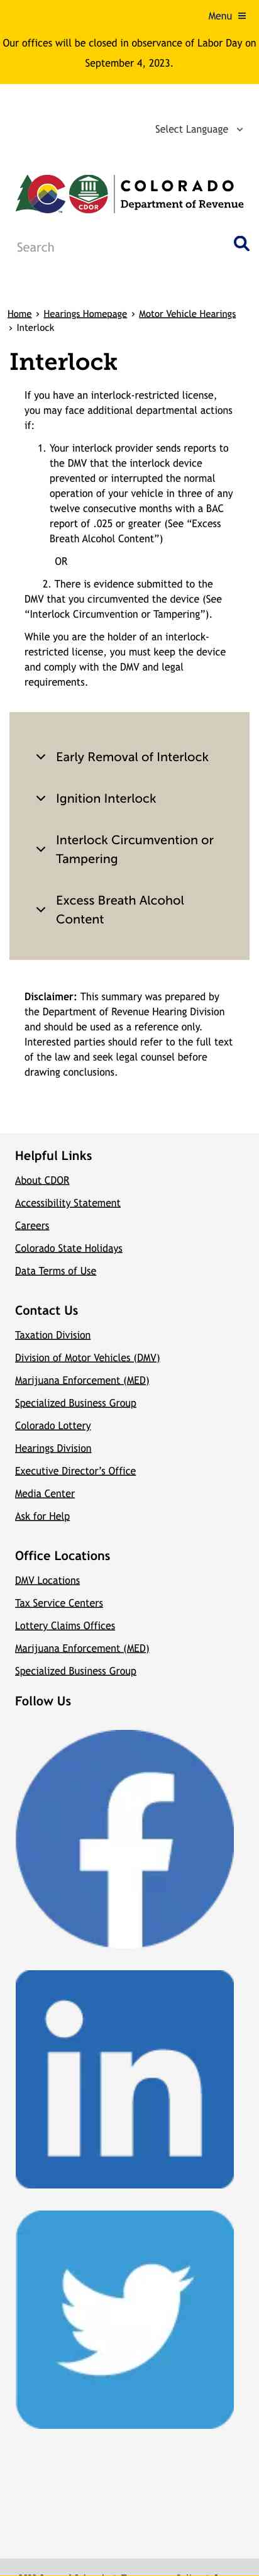 Menu
Our offices will be closed in observance of Labor Day on
September 4, 2023.
Select Language
CDOR
COLORADO
Department of Revenue
Search
Home › Hearings Homepage › Motor Vehicle Hearings
› Interlock
Interlock
If you have an interlock-restricted license,
you may face additional departmental actions
if:
1. Your interlock provider sends reports to
the DMV that the interlock device
prevented or interrupted the normal
operation of your vehicle in three of any
twelve consecutive months with a BAC
report of .025 or greater (See “Excess
Breath Alcohol Content”)
OR
2. There is evidence submitted to the
DMV that you circumvented the device (See
“Interlock Circumvention or Tampering”).
While you are the holder of an interlock-
restricted license, you must keep the device
and comply with the DMV and legal
requirements.
Early Removal of Interlock
Ignition Interlock
Interlock Circumvention or
Tampering
Excess Breath Alcohol
Content
Disclaimer: This summary was prepared by
the Department of Revenue Hearing Division
and should be used as a reference only.
Interested parties should refer to the full text
of the law and seek legal counsel before
drawing conclusions.
Helpful Links
About CDOR
Accessibility Statement
Careers
Colorado State Holidays
Data Terms of Use
Contact Us
Taxation Division
Division of Motor Vehicles (DMV)
Marijuana Enforcement (MED)
Specialized Business Group
Colorado Lottery
Hearings Division
Executive Director’s Office
Media Center
Ask for Help
Office Locations
DMV Locations
Tax Service Centers
Lottery Claims Offices
Marijuana Enforcement (MED)
Specialized Business Group
Follow Us
f
in